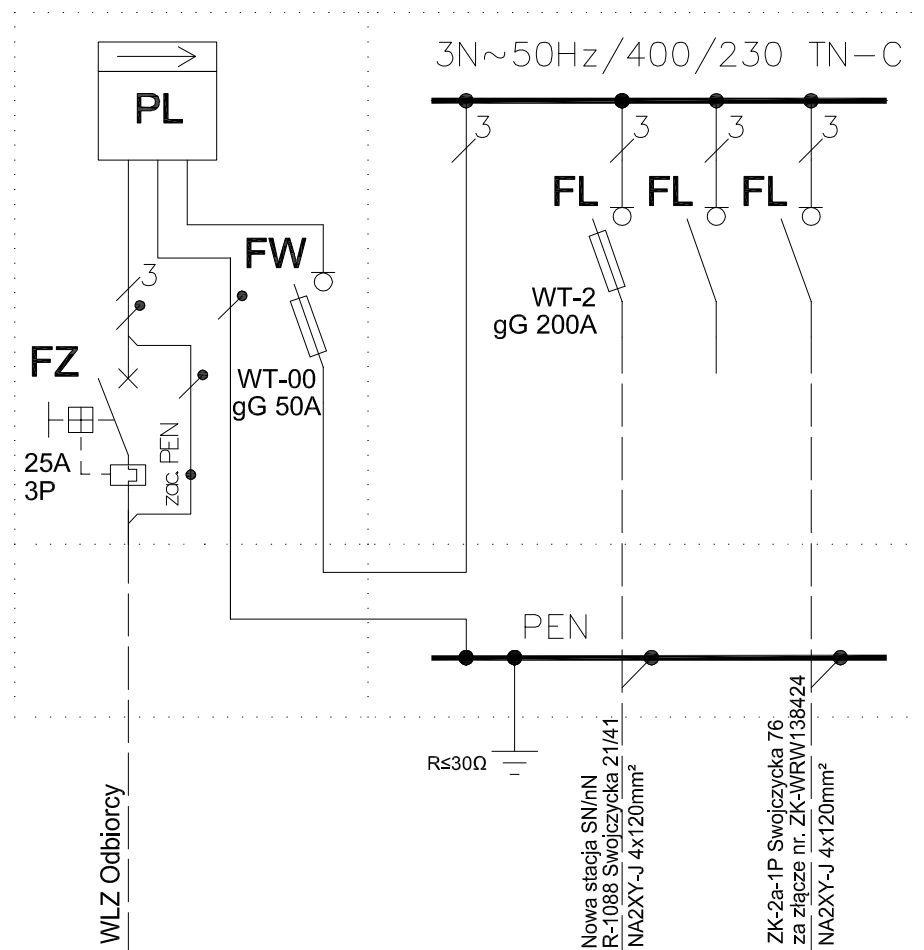 3N~50Hz/400/230 TN-C
PL
3
3
3
3
FL
FL
FL
FW
3
WT-2
gG 200A
FZ
WT-00
gG 50A
25A
3P
zac. PEN
PEN
R≤30Ω
WLZ Odbiorcy
Nowa stacja SN/nN
R-1088 Swojczycka 21/41
NA2XY-J 4x120mm²
ZK-2a-1P Swojczycka 76
za złącze nr. ZK-WRW138424
NA2XY-J 4x120mm²